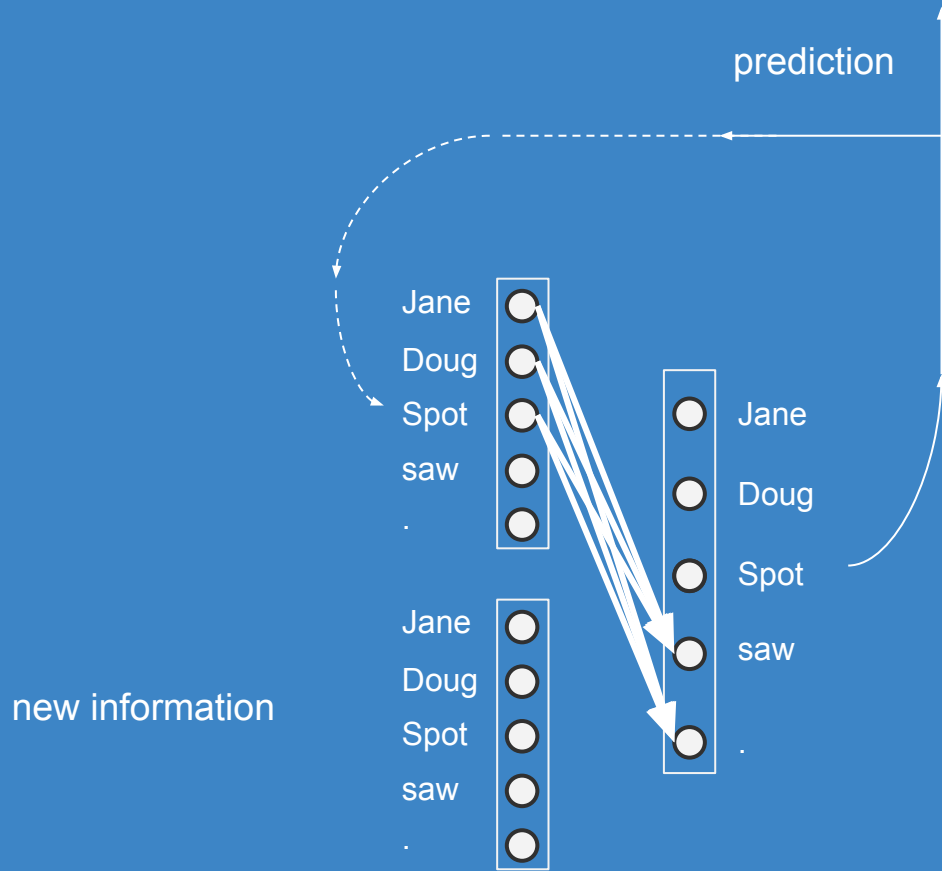 prediction
Jane
Doug
Spot
saw
.
Jane
Doug
Spot
saw
.
new information
Jane
Doug
Spot
saw
.